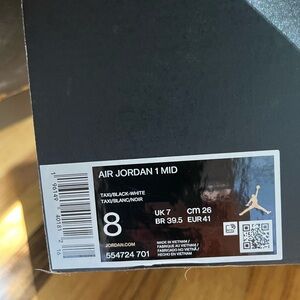 AIR JORDAN 1 MID
TAXI/BLACK-WHITE
TAXI/BLANC/NOIR
8
UK 7
CM 26
BR 39.5
EUR 41
JORDAN.COM
554724 701
MADE IN VIETNAM /
FABRIQUÉ AU VIETNAM /
FABRICADO NO VIETNÃ /
HECHO EN VIETNAM